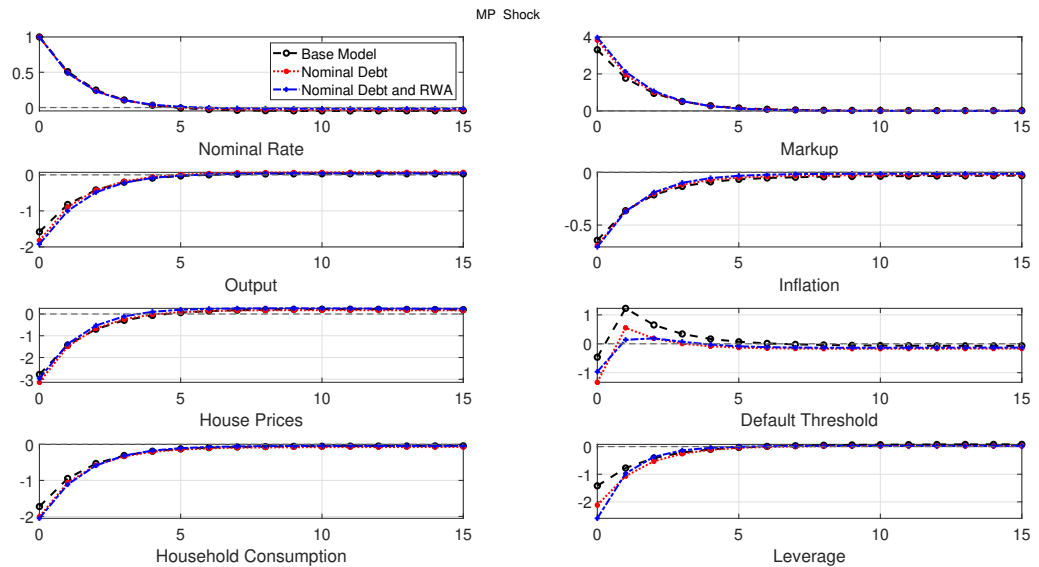 MP Shock
1
0.5
0
0 5 10 15
Nominal Rate
Base Model
Nominal Debt
Nominal Debt and RWA
4
2
0
0 5 10 15
Markup
0
-1
-2
0 5 10 15
Output
0
-0.5
0 5 10 15
Inflation
0
-1
-2
-3
0 5 10 15
House Prices
1
0
-1
0 5 10 15
Default Threshold
0
-1
-2
0 5 10 15
Household Consumption
0
-1
-2
0 5 10 15
Leverage